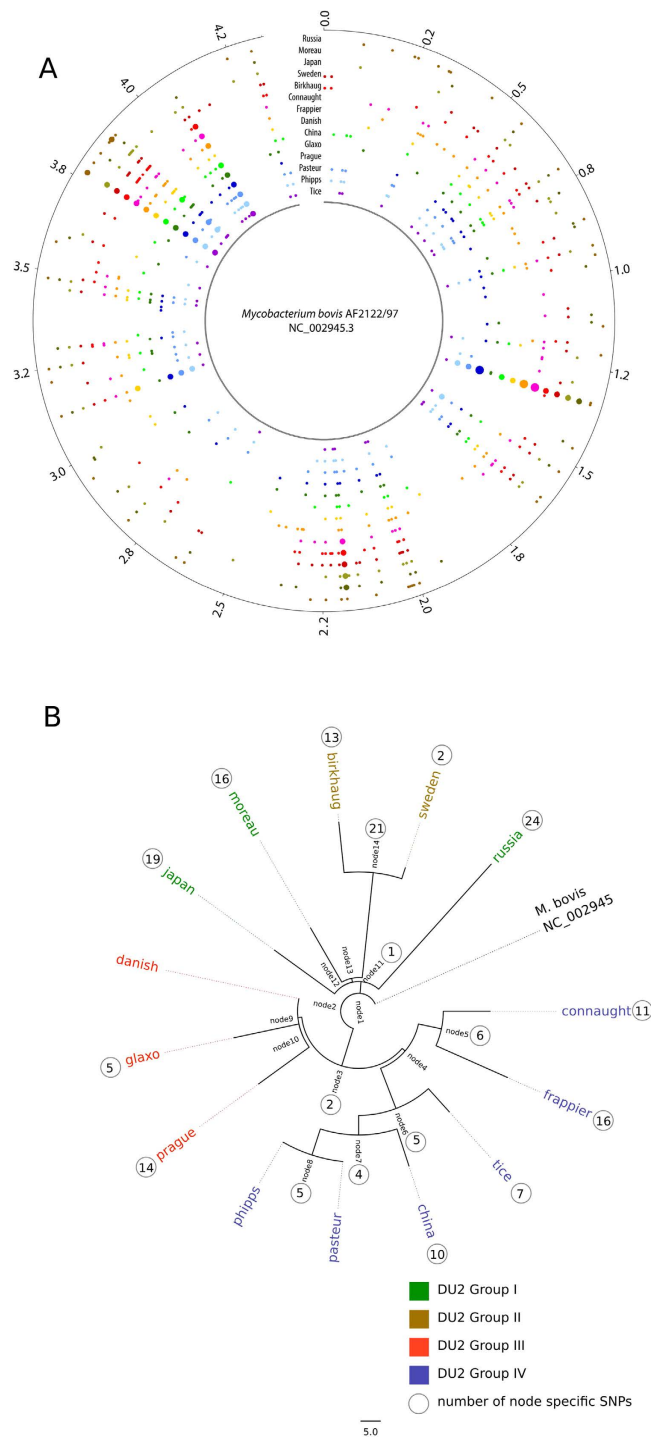 A
0.0
0.2
0.5
0.8
1.0
1.2
1.5
1.8
2.0
2.2
2.5
2.8
3.0
3.2
3.5
3.8
4.0
4.2
Russia
Moreau
Japan
Sweden
Birkhaug
Connaught
Frappier
Danish
China
Glaxo
Prague
Pasteur
Phipps
Tice
Mycobacterium bovis AF2122/97
NC_002945.3
B
13
birkhaug
2
sweden
16
moreau
21
node14
24
russia
19
japan
M. bovis
NC_002945
1
node11
node13
node12
danish
node2
node1
connaught 11
node9
node5 6
node10
5 glaxo
node4
node3
frappier
2
16
14 prague
node6
5
tice
node7
4
7
node8
5
phipps
pasteur
china
10
DU2 Group I
DU2 Group II
DU2 Group III
DU2 Group IV
number of node specific SNPs
5.0